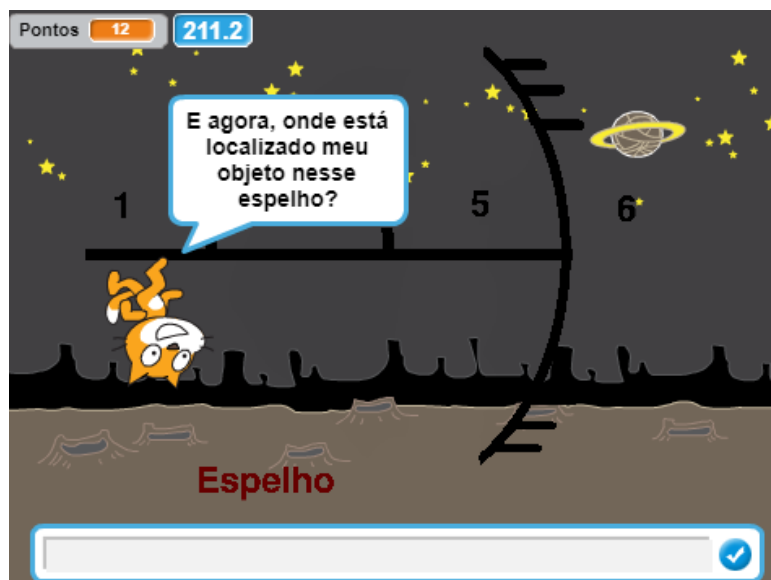 Pontos 12 211.2
E agora, onde está
localizado meu
objeto nesse
espelho?
1 5 6
Espelho